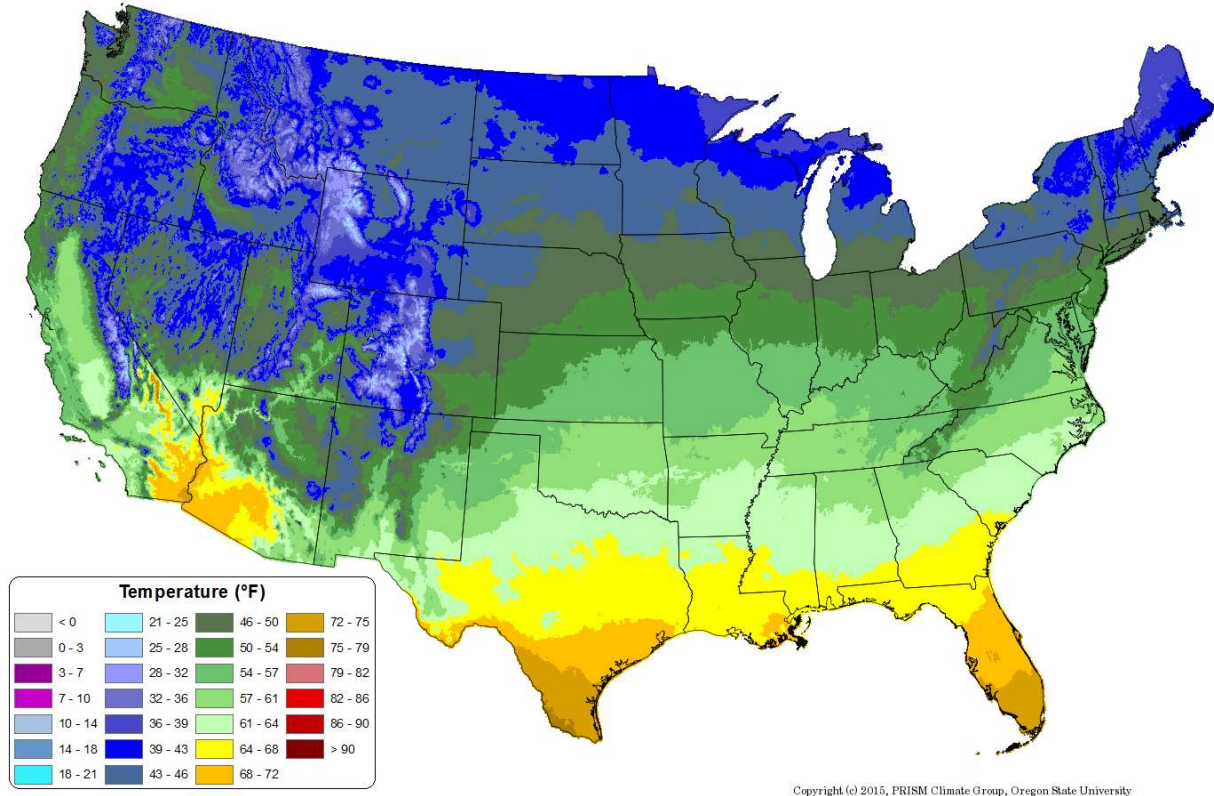 Temperature (°F)
< 0
0 - 3
3 - 7
7 - 10
10 - 14
14 - 18
18 - 21
21 - 25
25 - 28
28 - 32
32 - 36
36 - 39
39 - 43
43 - 46
46 - 50
50 - 54
54 - 57
57 - 61
61 - 64
64 - 68
68 - 72
72 - 75
75 - 79
79 - 82
82 - 86
86 - 90
> 90
Copyright (c) 2015, PRISM Climate Group, Oregon State University